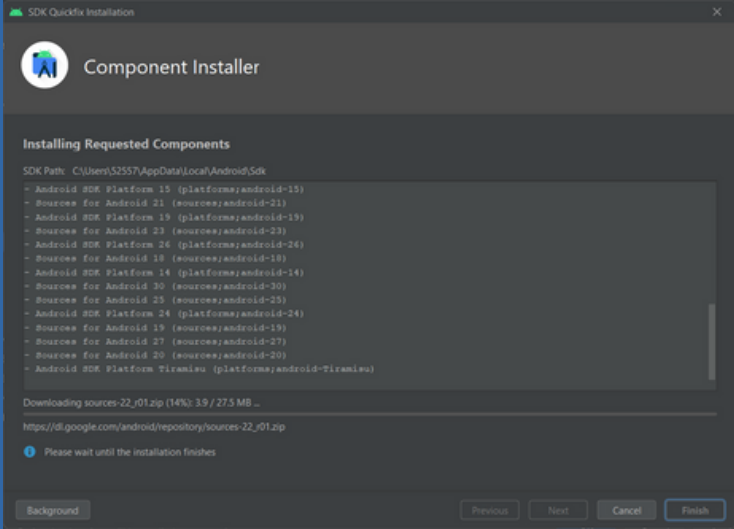 SDK Quickfix Installation
Component Installer
Installing Requested Components
SDK Path: C:\Users\52557\AppData\Local\Android\Sdk
- Android SDK Platform 15 (platforms;android-15)
- Sources for Android 21 (sources;android-21)
- Android SDK Platform 19 (platforms;android-19)
- Sources for Android 23 (sources;android-23)
- Android SDK Platform 26 (platforms;android-26)
- Sources for Android 18 (sources;android-18)
- Android SDK Platform 14 (platforms;android-14)
- Sources for Android 30 (sources;android-30)
- Sources for Android 25 (sources;android-25)
- Android SDK Platform 24 (platforms;android-24)
- Sources for Android 19 (sources;android-19)
- Sources for Android 27 (sources;android-27)
- Sources for Android 20 (sources;android-20)
- Android SDK Platform Tiramisu (platforms;android-Tiramisu)
Downloading sources-22_r01.zip (14%): 3.9 / 27.5 MB ...
https://dl.google.com/android/repository/sources-22_r01.zip
Please wait until the installation finishes
Background Previous Next Cancel Finish